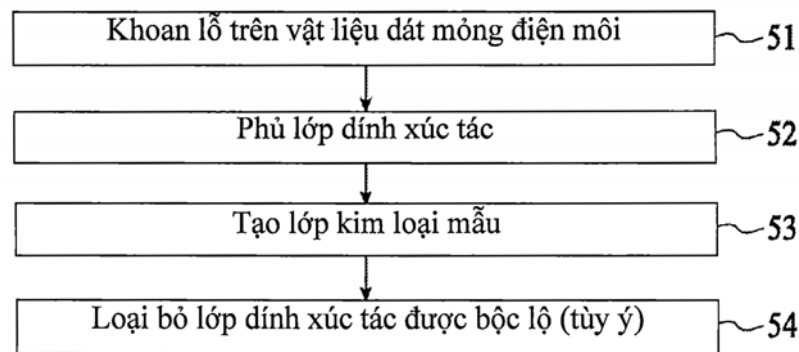 Khoan lỗ trên vật liệu dát mỏng điện môi 51
Phủ lớp dính xúc tác 52
Tạo lớp kim loại mẫu 53
Loại bỏ lớp dính xúc tác được bộc lộ (tùy ý) 54